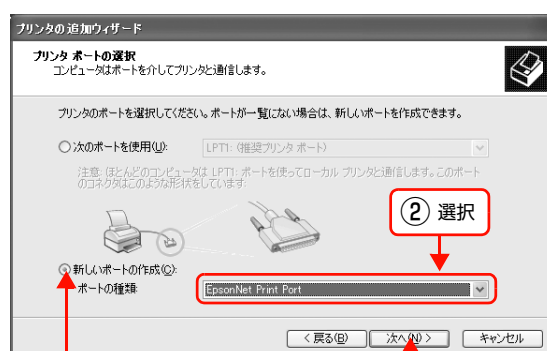 プリンタの追加ウィザード
プリンタ ポートの選択
コンピュータはポートを介してプリンタと通信します。
プリンタのポートを選択してください。ポートが一覧にない場合は、新しいポートを作成できます。
次のポートを使用(U): LPT1: (推奨プリンタ ポート)
注意: ほとんどのコンピュータは LPT1: ポートを使ってローカル プリンタと通信します。このポート
のコネクタはこのような形状をしています:
② 選択
新しいポートの作成(C):
ポートの種類: EpsonNet Print Port
< 戻る(B) 次へ(N) > キャンセル